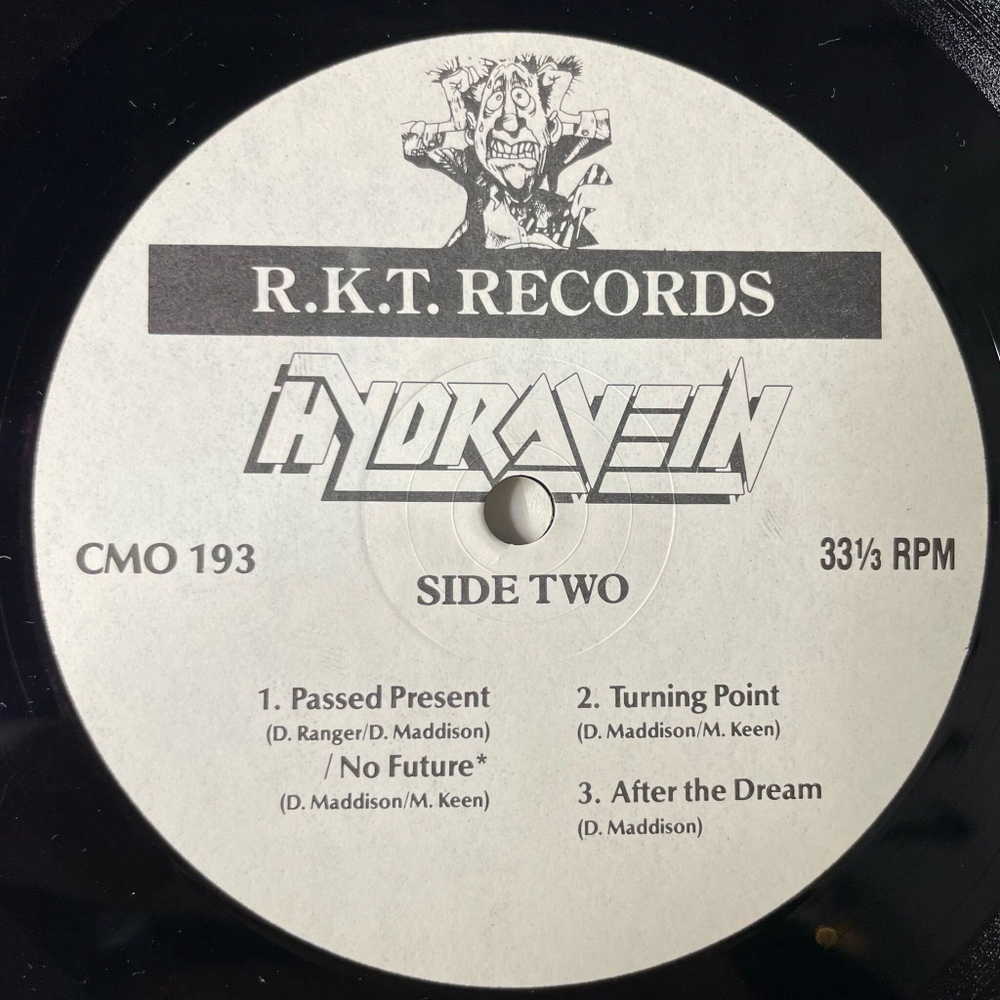 R.K.T. RECORDS
HYDRAVEIN
CMO 193
33⅓ RPM
SIDE TWO
1. Passed Present
(D. Ranger/D. Maddison)
/ No Future*
(D. Maddison/M. Keen)
2. Turning Point
(D. Maddison/M. Keen)
3. After the Dream
(D. Maddison)